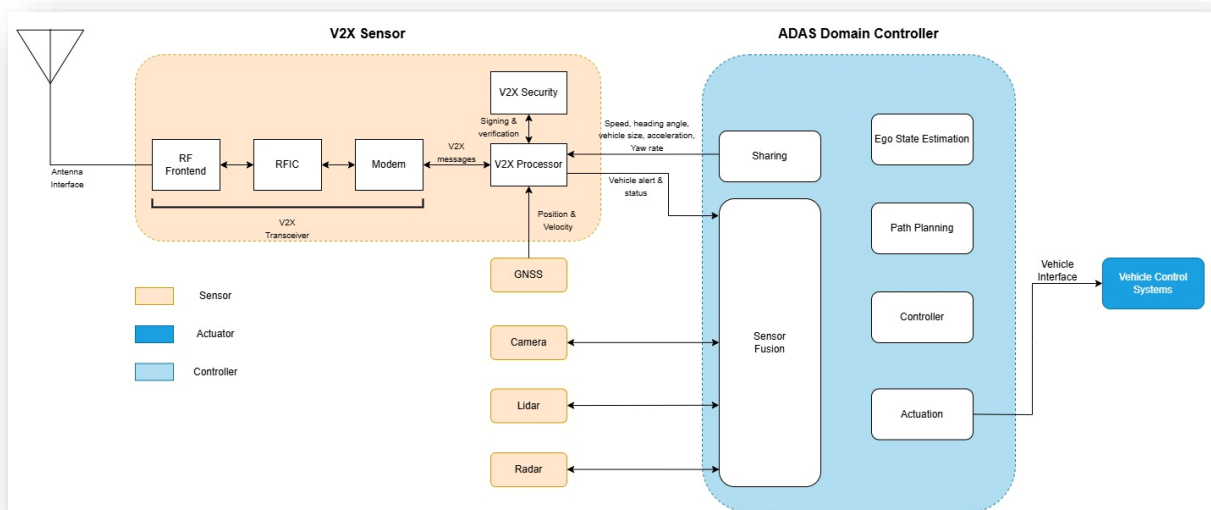 V2X Sensor
ADAS Domain Controller
V2X Security
Signing &
verification
Speed, heading angle,
vehicle size, acceleration,
Yaw rate
Ego State Estimation
Sharing
RF
Frontend
RFIC
Modem
V2X
messages
V2X Processor
Antenna
Interface
Vehicle alert &
status
V2X
Transceiver
Position &
Velocity
Path Planning
GNSS
Vehicle
Interface
Vehicle Control
Systems
Sensor
Actuator
Controller
Camera
Lidar
Radar
Sensor
Fusion
Controller
Actuation